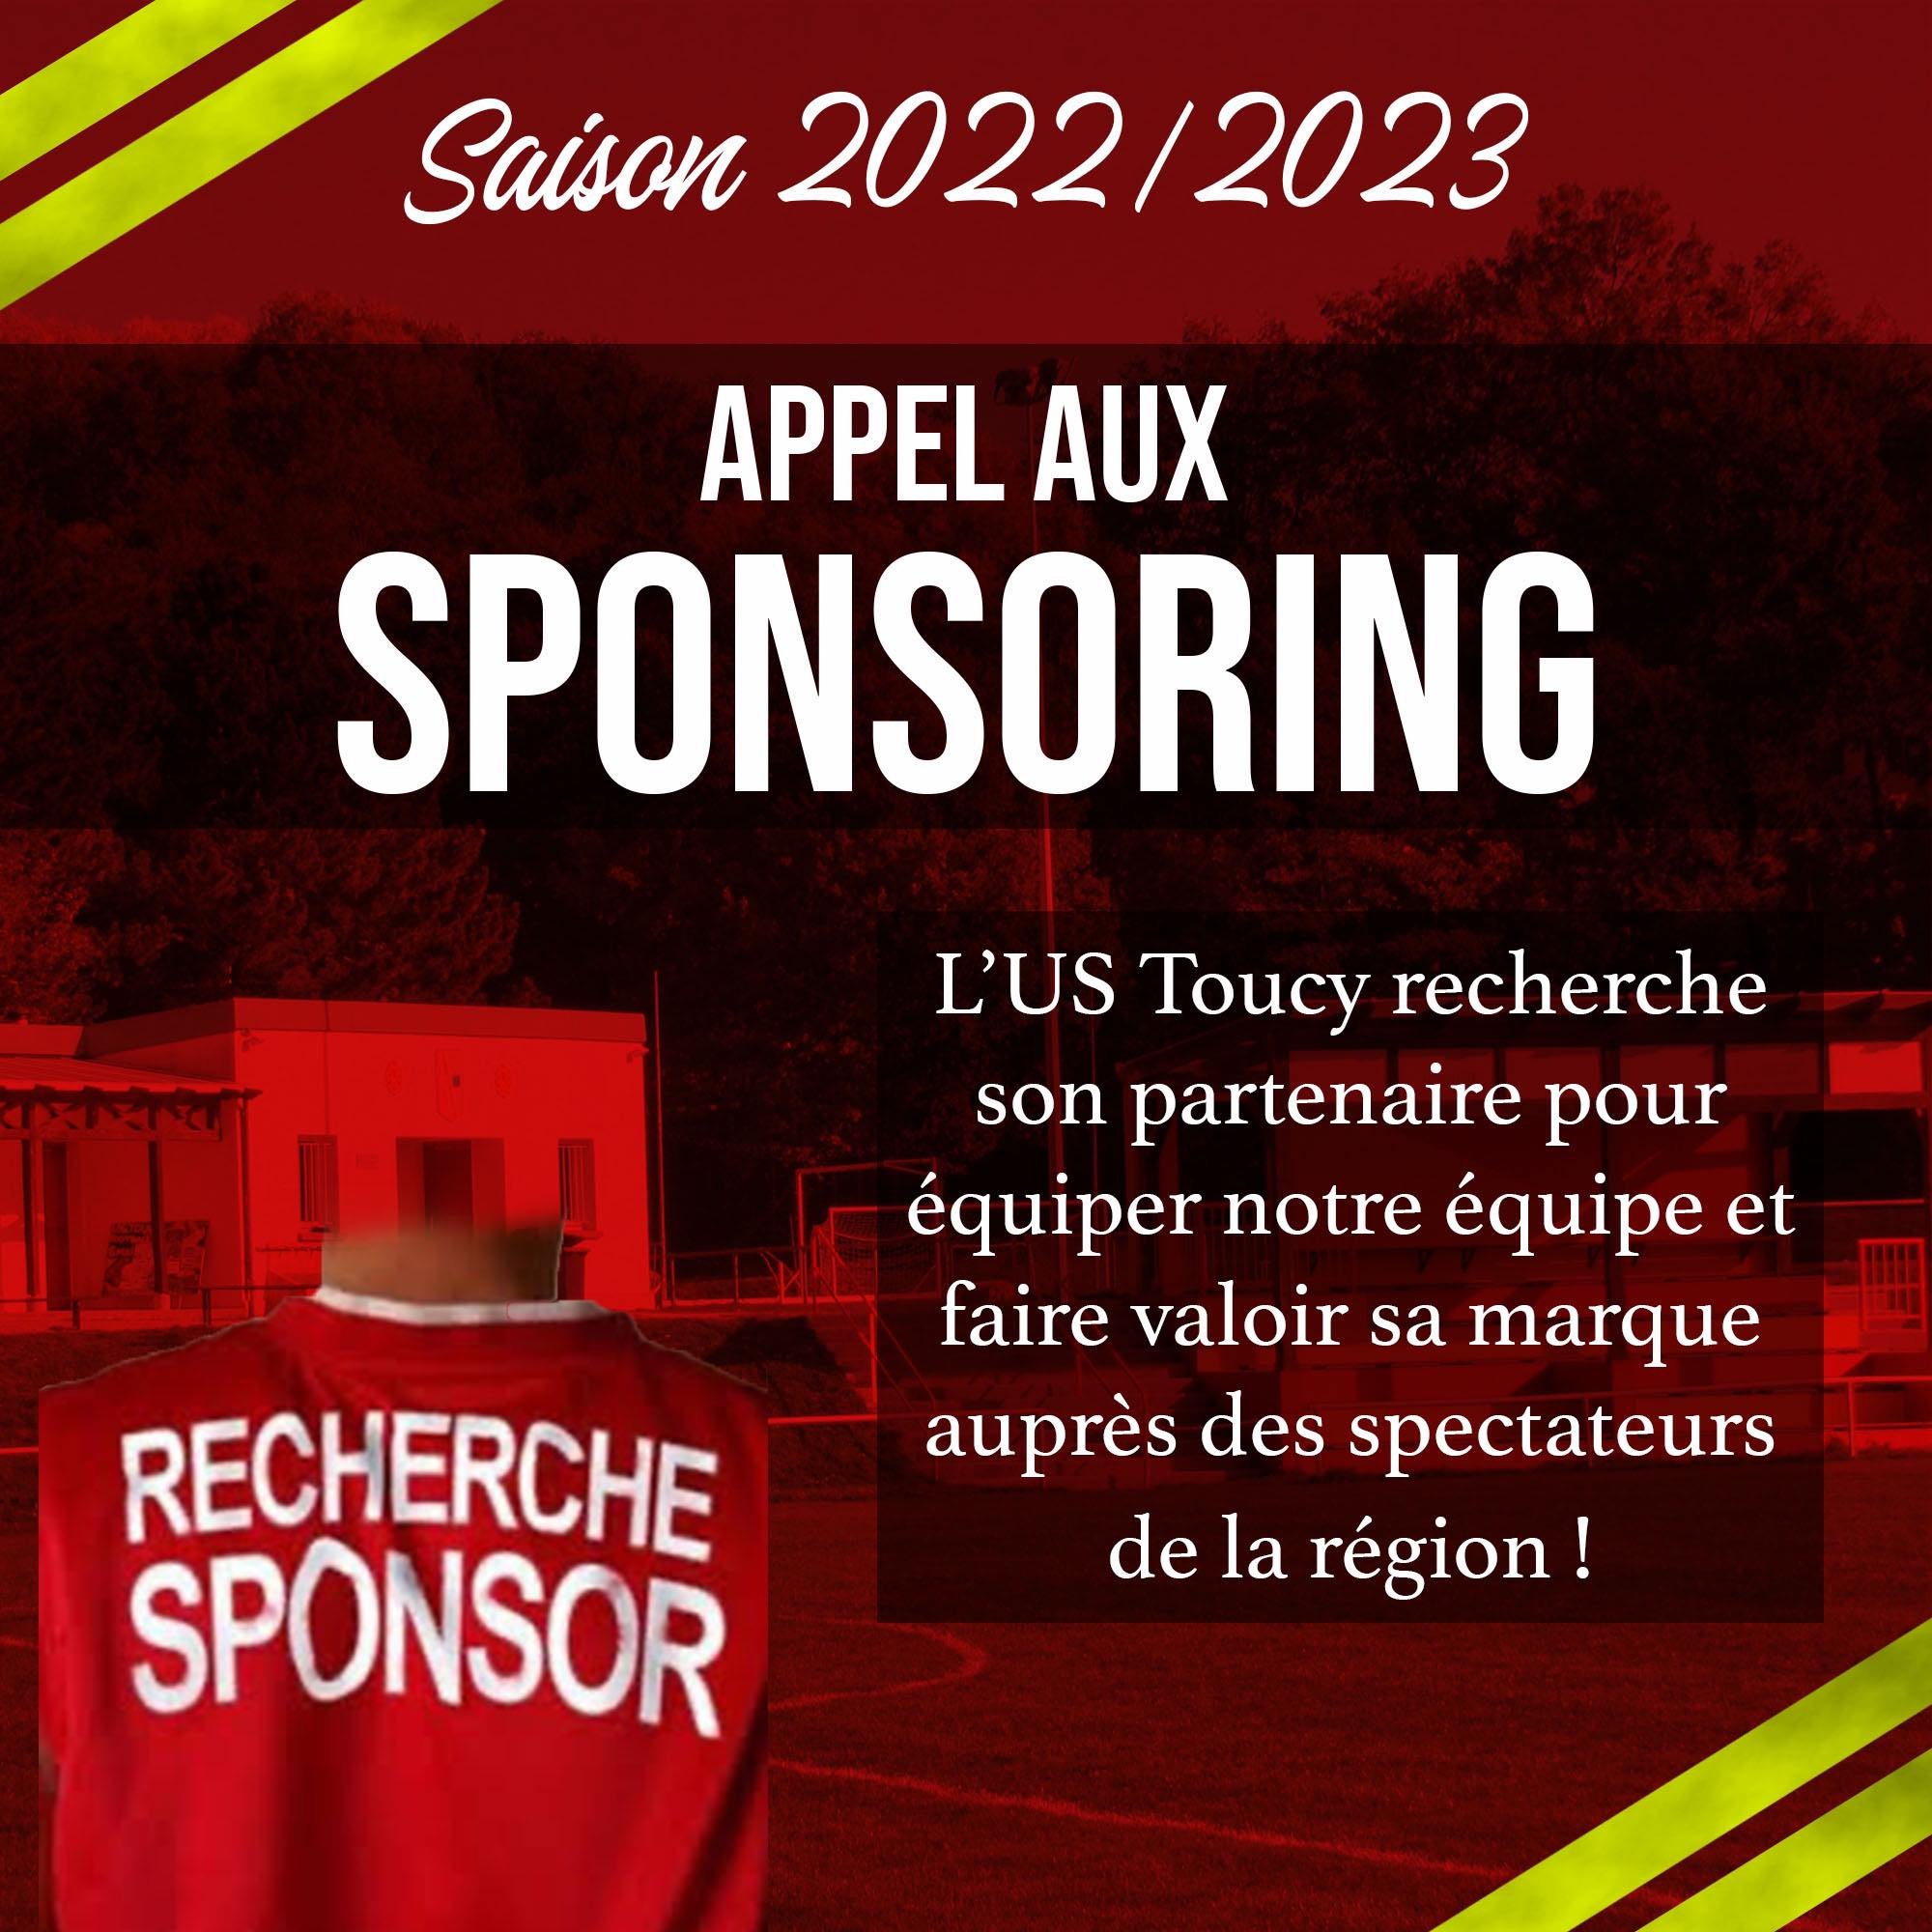 Saison 2022/2023
APPEL AUX
SPONSORING
L’US Toucy recherche
son partenaire pour
équiper notre équipe et
faire valoir sa marque
auprès des spectateurs
de la région !
RECHERCHE
SPONSOR